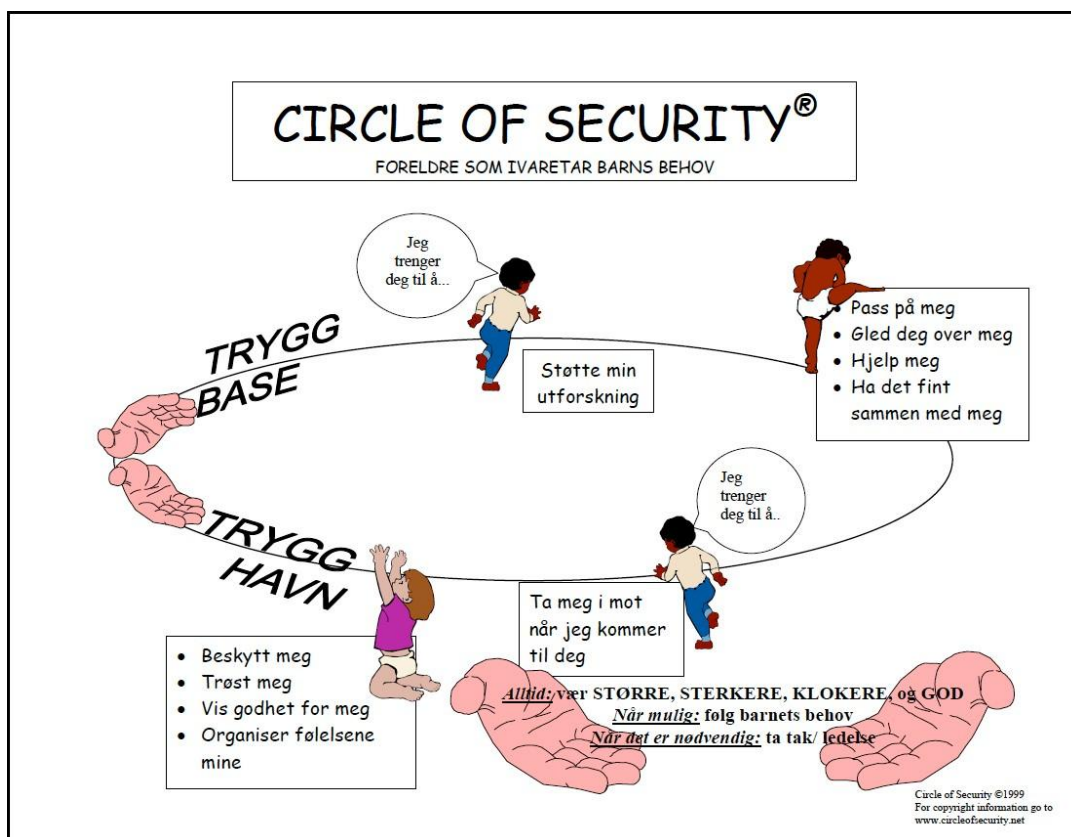 CIRCLE OF SECURITY®
FORELDRE SOM IVARETAR BARNS BEHOV
Jeg
trenger
deg til å...
TRYGG
BASE
Støtte min
utforskning
• Pass på meg
• Gled deg over meg
• Hjelp meg
• Ha det fint
sammen med meg
Jeg
trenger
deg til å..
TRYGG
HAVN
Ta meg i mot
når jeg kommer
til deg
• Beskytt meg
• Trøst meg
• Vis godhet for meg
• Organiser følelsene
mine
Alltid: vær STØRRE, STERKERE, KLOKERE, og GOD
Når mulig: følg barnets behov
Når det er nødvendig: ta tak/ ledelse
Circle of Security ©1999
For copyright information go to
www.circleofsecurity.net